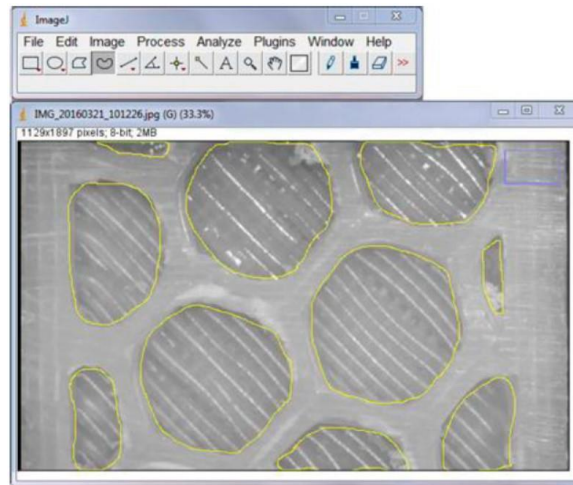 ImageJ
File Edit Image Process Analyze Plugins Window Help
A >>
IMG_20160321_101226.jpg (G) (33.3%)
1129x1897 pixels; 8-bit; 2MB